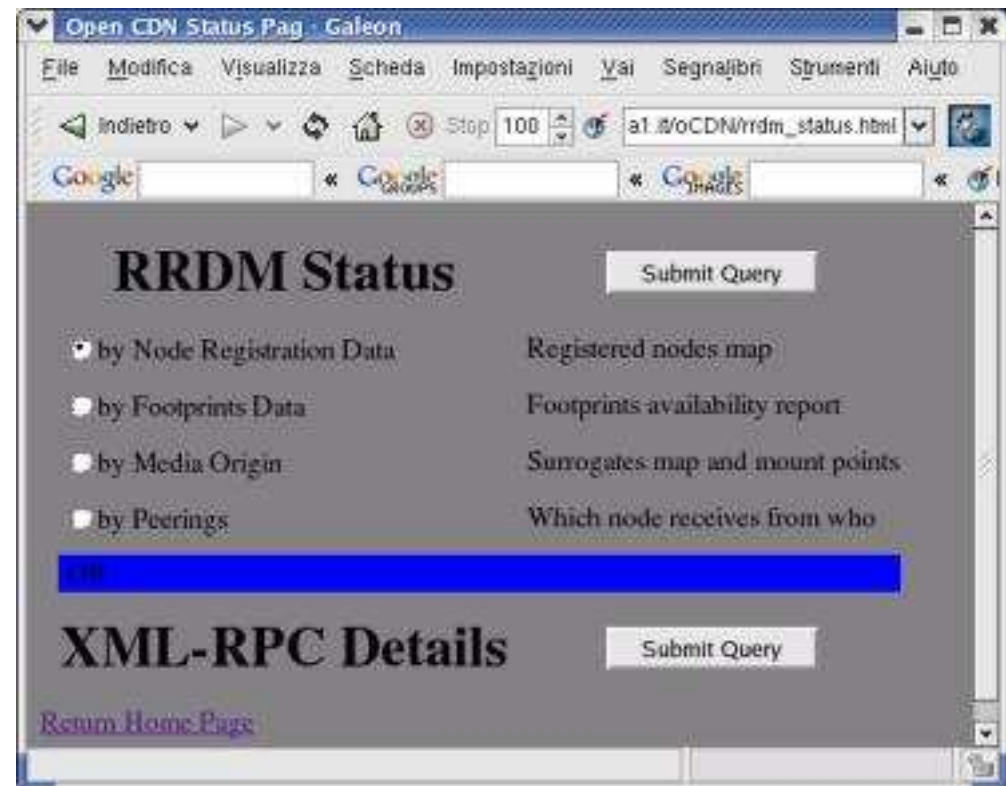 Open CDN Status Pag - Galeon
File Modifica Visualizza Scheda Impostazioni Vai Segnalibri Strumenti Aiuto
Indietro Stop 100 a1.it/oCDN/rrdm_status.html
Google « Google GROUPS « Google IMAGES «
RRDM Status Submit Query
by Node Registration Data Registered nodes map
by Footprints Data Footprints availability report
by Media Origin Surrogates map and mount points
by Peerings Which node receives from who
OR
XML-RPC Details Submit Query
Return Home Page